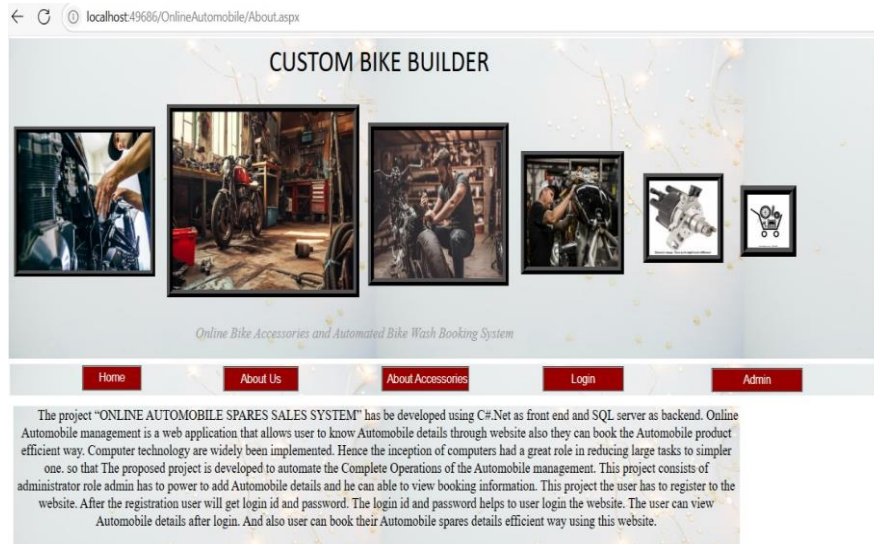 localhost:49686/OnlineAutomobile/About.aspx
CUSTOM BIKE BUILDER
Online Bike Accessories and Automated Bike Wash Booking System
Home
About Us
About Accessories
Login
Admin
The project “ONLINE AUTOMOBILE SPARES SALES SYSTEM” has be developed using C#.Net as front end and SQL server as backend. Online
Automobile management is a web application that allows user to know Automobile details through website also they can book the Automobile product
efficient way. Computer technology are widely been implemented. Hence the inception of computers had a great role in reducing large tasks to simpler
one. so that The proposed project is developed to automate the Complete Operations of the Automobile management. This project consists of
administrator role admin has to power to add Automobile details and he can able to view booking information. This project the user has to register to the
website. After the registration user will get login id and password. The login id and password helps to user login the website. The user can view
Automobile details after login. And also user can book their Automobile spares details efficient way using this website.